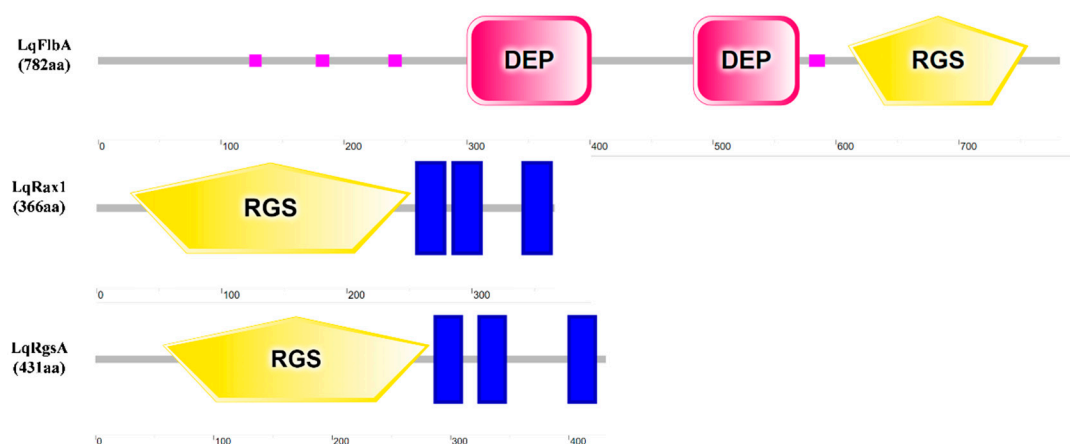 LqFlbA
(782aa)
DEP DEP RGS
0 100 200 300 400 500 600 700
LqRax1
(366aa)
RGS
0 100 200 300
LqRgsA
(431aa)
RGS
0 100 200 300 400